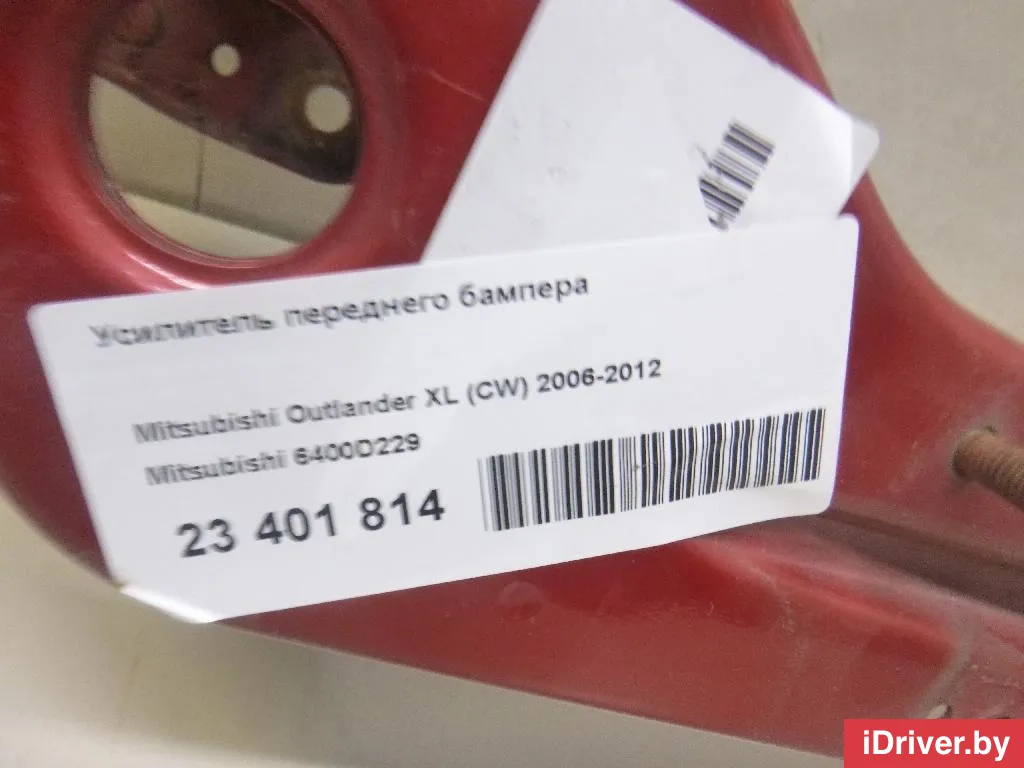 Усилитель переднего бампера
Mitsubishi Outlander XL (CW) 2006-2012
Mitsubishi 6400D229
23 401 814
iDriver.by